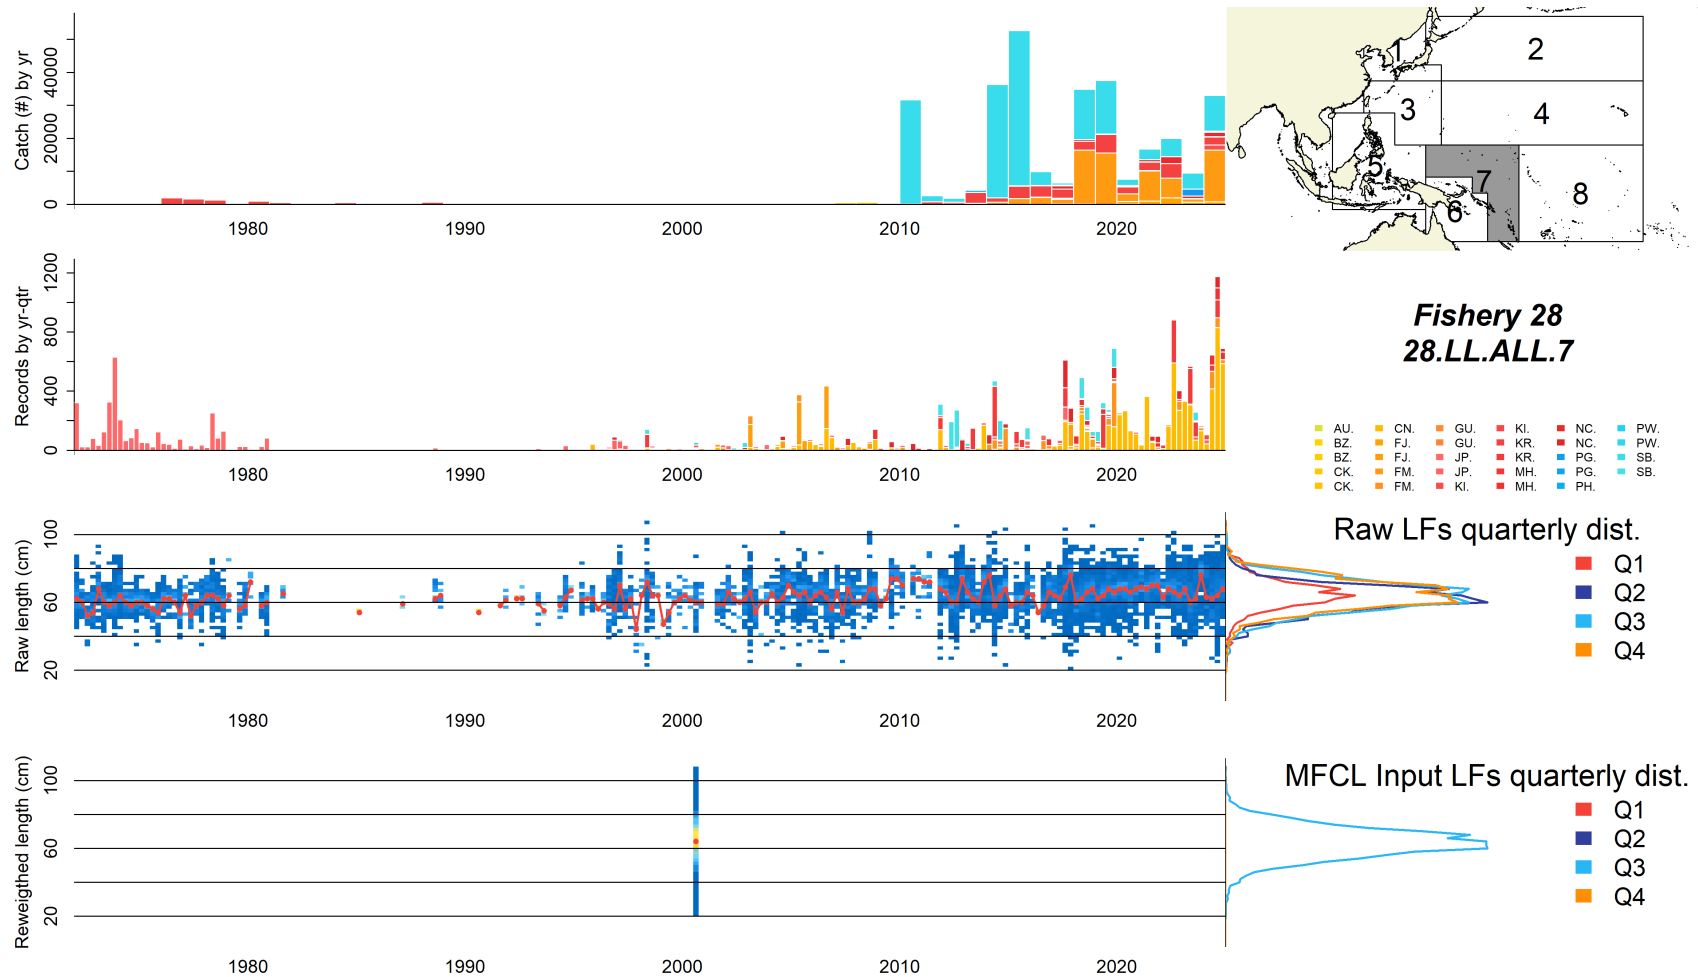 Catch (#) by yr
0
20000
40000
1980
1990
2000
2010
2020
1
2
3
4
5
6
7
8
Records by yr-qtr
0
400
800
1200
1980
1990
2000
2010
2020
Fishery 28
28.LL.ALL.7
AU. CN. GU. KI. NC. PW.
BZ. FJ. GU. KR. NC. PW.
BZ. FJ. JP. KR. PG. SB.
CK. FM. JP. MH. PG. SB.
CK. FM. KI. MH. PH.
Raw length (cm)
20
60
100
1980
1990
2000
2010
2020
Raw LFs quarterly dist.
Q1
Q2
Q3
Q4
Reweigthed length (cm)
20
60
100
1980
1990
2000
2010
2020
MFCL Input LFs quarterly dist.
Q1
Q2
Q3
Q4